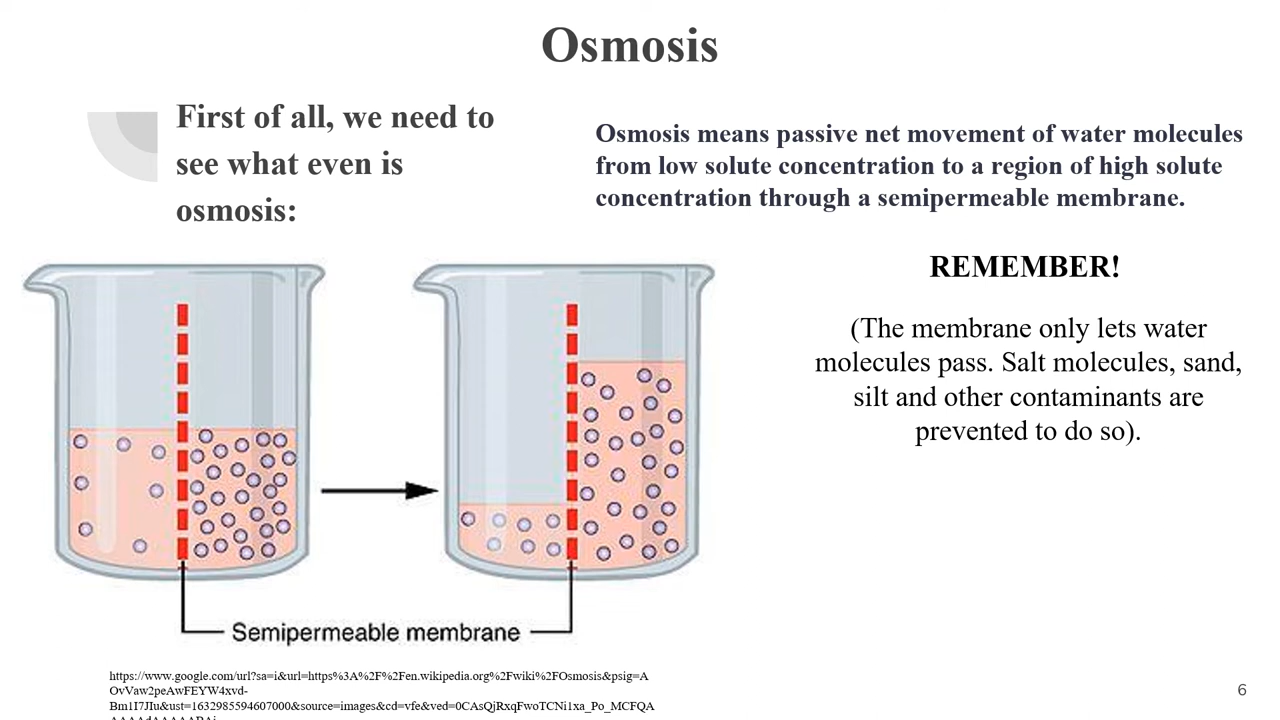 Osmosis
First of all, we need to
see what even is
osmosis:
Osmosis means passive net movement of water molecules
from low solute concentration to a region of high solute
concentration through a semipermeable membrane.
REMEMBER!
(The membrane only lets water
molecules pass. Salt molecules, sand,
silt and other contaminants are
prevented to do so).
Semipermeable membrane
https://www.google.com/url?sa=i&url=https%3A%2F%2Fen.wikipedia.org%2Fwiki%2FOsmosis&psig=A
OvVaw2peAwFEYW4xvd-
Bm1I7JIu&ust=1632985594607000&source=images&cd=vfe&ved=0CAsQjRxqFwoTCNi1xa_Po_MCFQA
6